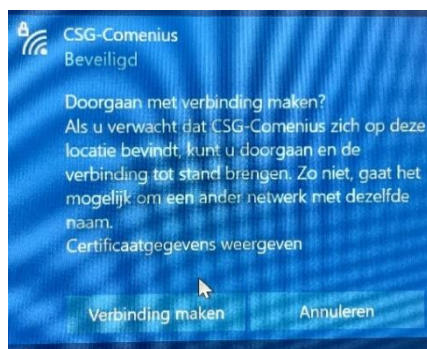 CSG-Comenius
Beveiligd
Doorgaan met verbinding maken?
Als u verwacht dat CSG-Comenius zich op deze
locatie bevindt, kunt u doorgaan en de
verbinding tot stand brengen. Zo niet, gaat het
mogelijk om een ander netwerk met dezelfde
naam.
Certificaatgegevens weergeven
Verbinding maken Annuleren